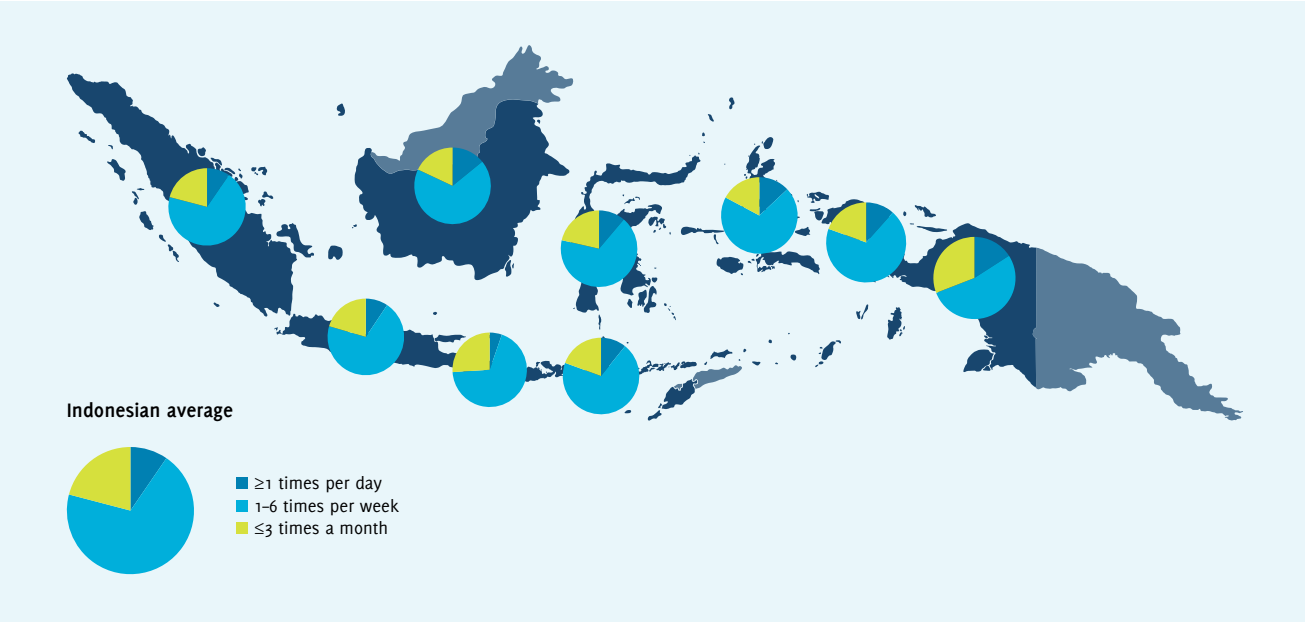 Indonesian average
≥1 times per day
1–6 times per week
≤3 times a month